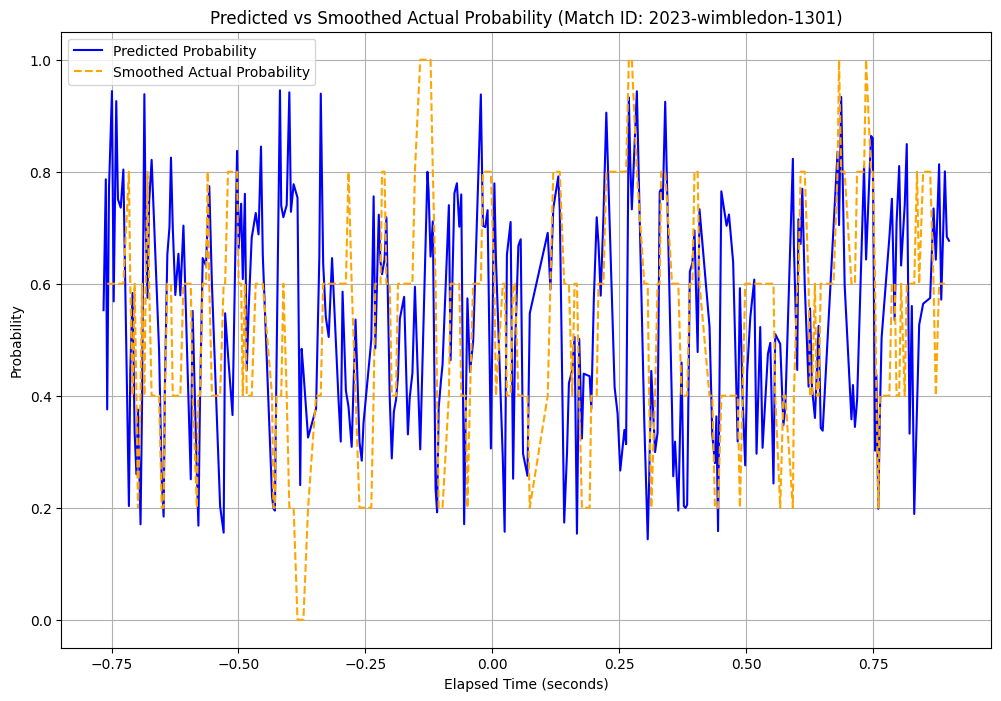 Predicted vs Smoothed Actual Probability (Match ID: 2023-wimbledon-1301)
Predicted Probability
Smoothed Actual Probability
Probability
1.0
0.8
0.6
0.4
0.2
0.0
−0.75 −0.50 −0.25 0.00 0.25 0.50 0.75
Elapsed Time (seconds)